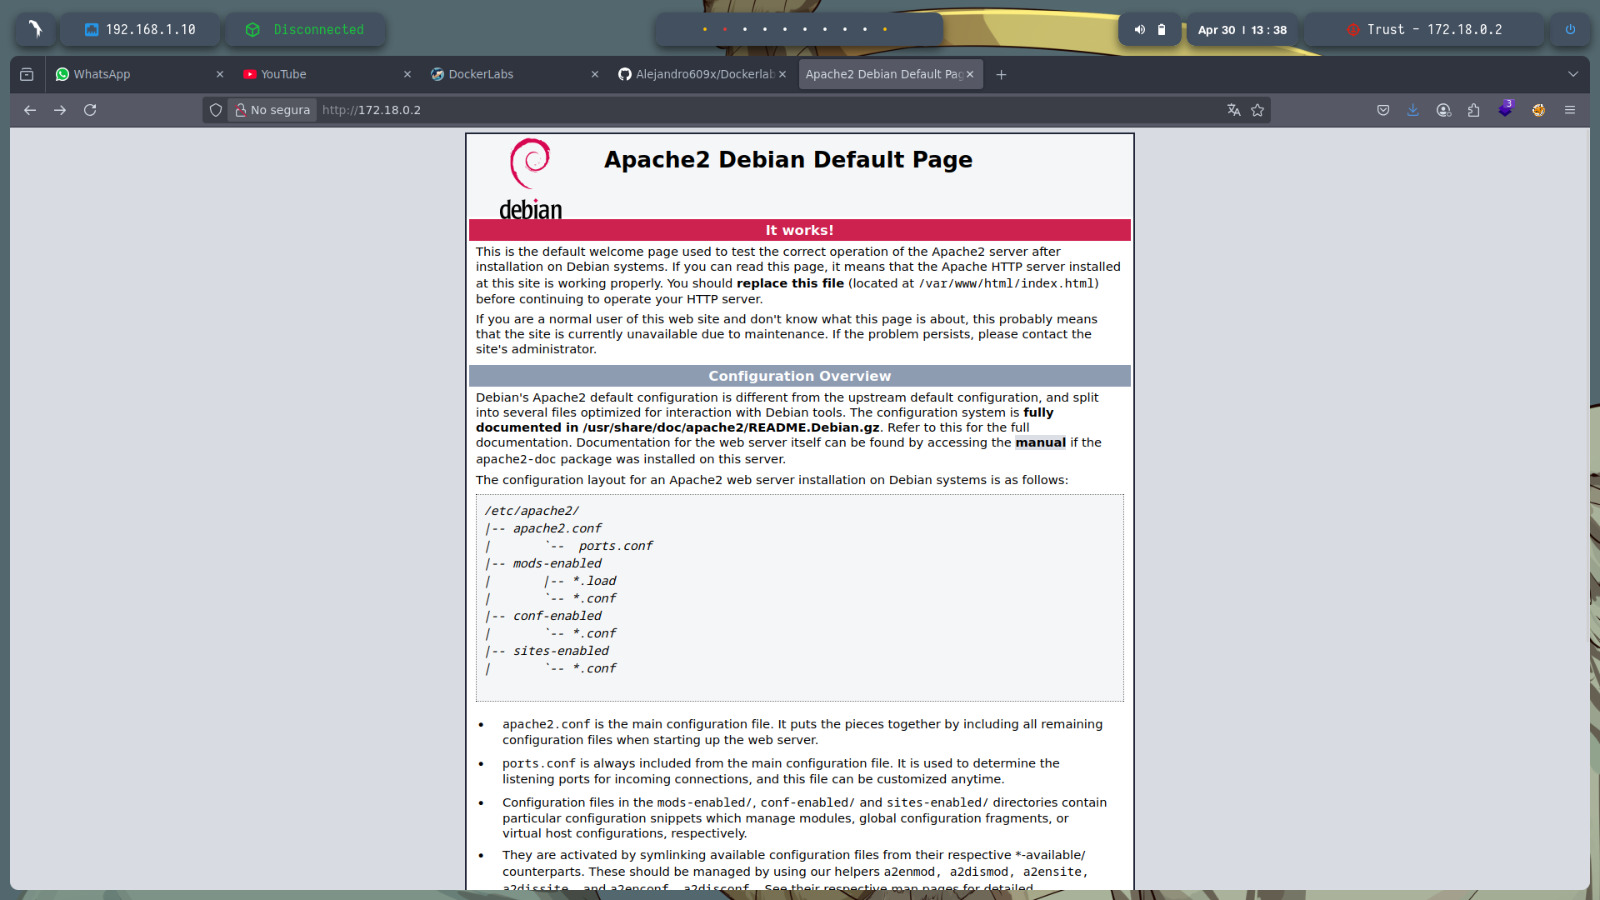 192.168.1.10
Disconnected
Apr 30 | 13 : 38
Trust - 172.18.0.2
WhatsApp
YouTube
DockerLabs
Alejandro609x/Dockerlab
Apache2 Debian Default Pag
No segura
http://172.18.0.2
3
debian
Apache2 Debian Default Page
It works!
This is the default welcome page used to test the correct operation of the Apache2 server after
installation on Debian systems. If you can read this page, it means that the Apache HTTP server installed
at this site is working properly. You should replace this file (located at /var/www/html/index.html)
before continuing to operate your HTTP server.
If you are a normal user of this web site and don't know what this page is about, this probably means
that the site is currently unavailable due to maintenance. If the problem persists, please contact the
site's administrator.
Configuration Overview
Debian's Apache2 default configuration is different from the upstream default configuration, and split
into several files optimized for interaction with Debian tools. The configuration system is fully
documented in /usr/share/doc/apache2/README.Debian.gz. Refer to this for the full
documentation. Documentation for the web server itself can be found by accessing the manual if the
apache2-doc package was installed on this server.
The configuration layout for an Apache2 web server installation on Debian systems is as follows:
/etc/apache2/
|-- apache2.conf
|       `--  ports.conf
|-- mods-enabled
|       |-- *.load
|       `-- *.conf
|-- conf-enabled
|       `-- *.conf
|-- sites-enabled
|       `-- *.conf
• apache2.conf is the main configuration file. It puts the pieces together by including all remaining
configuration files when starting up the web server.
• ports.conf is always included from the main configuration file. It is used to determine the
listening ports for incoming connections, and this file can be customized anytime.
• Configuration files in the mods-enabled/, conf-enabled/ and sites-enabled/ directories contain
particular configuration snippets which manage modules, global configuration fragments, or
virtual host configurations, respectively.
• They are activated by symlinking available configuration files from their respective *-available/
counterparts. These should be managed by using our helpers a2enmod, a2dismod, a2ensite,
a2dissite, and a2enconf, a2disconf . See their respective man pages for detailed